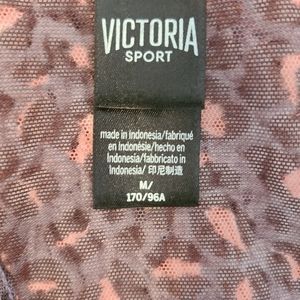 VICTORIA
SPORT
made in Indonesia/fabriqué
en Indonésie/hecho en
Indonesia/fabbricato in
Indonesia/ 印尼制造
M/
170/96A